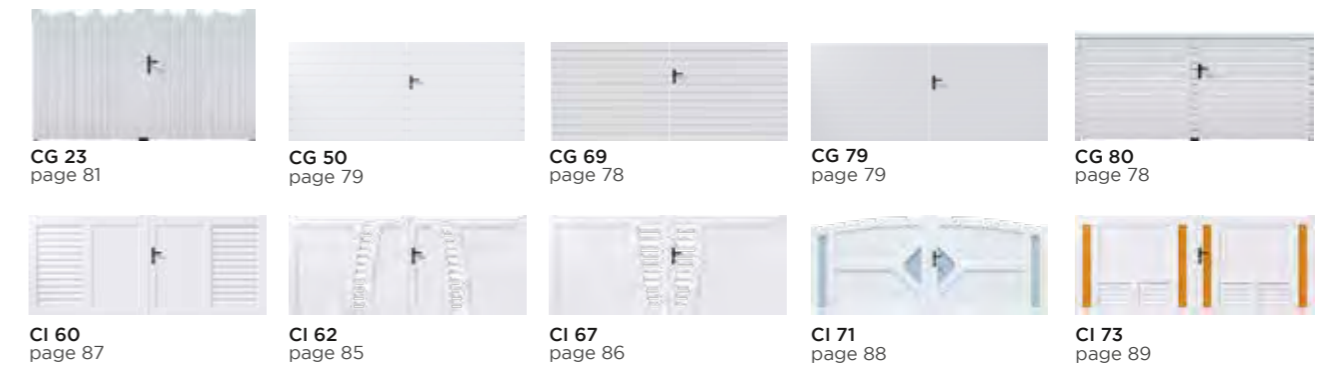 CG 23
page 81
CG 50
page 79
CG 69
page 78
CG 79
page 79
CG 80
page 78
CI 60
page 87
CI 62
page 85
CI 67
page 86
CI 71
page 88
CI 73
page 89